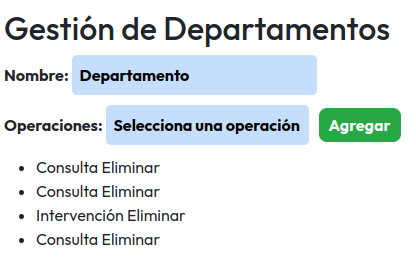 Gestión de Departamentos
Nombre: Departamento
Operaciones: Selecciona una operación Agregar
Consulta Eliminar
Consulta Eliminar
Intervención Eliminar
Consulta Eliminar